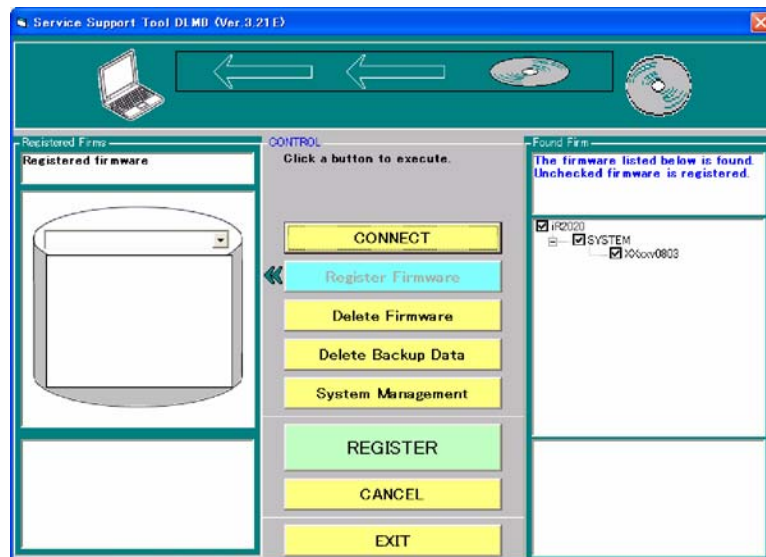 Service Support Tool DLMB (Ver.3.21E)
Registered Firms
Registered firmware
CONTROL
Click a button to execute.
CONNECT
Register Firmware
Delete Firmware
Delete Backup Data
System Management
REGISTER
CANCEL
EXIT
Found Firm
The firmware listed below is found.
Unchecked firmware is registered.
iR2020
SYSTEM
XXxxv0803